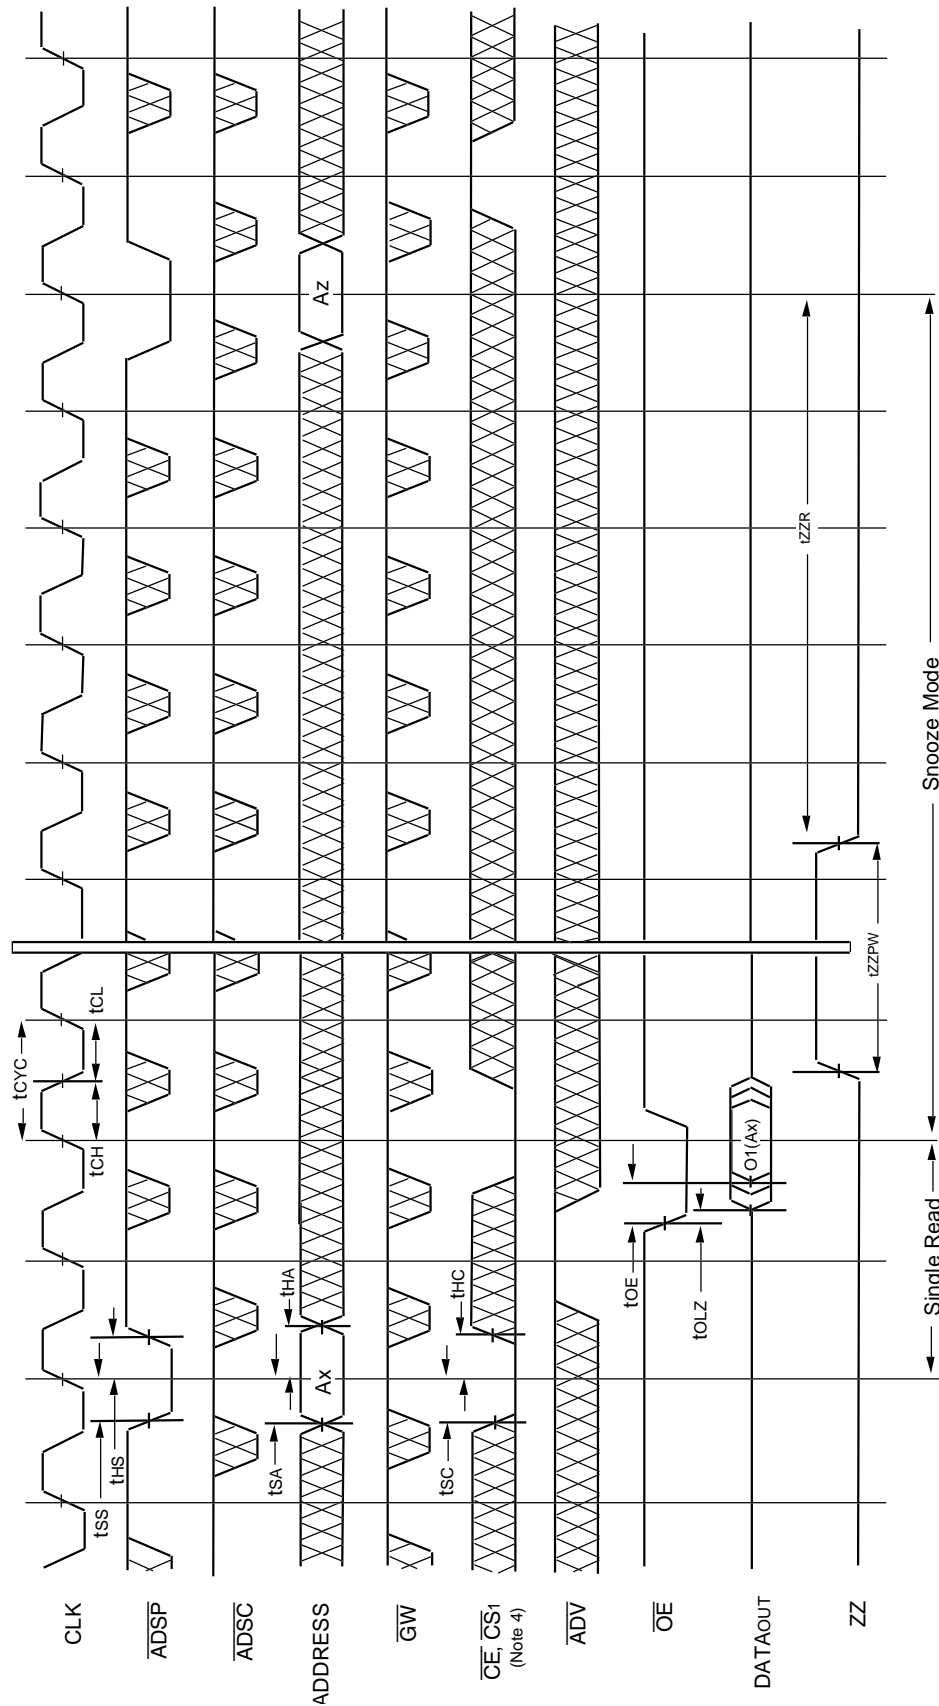 CLK
tSS
tHS
tCH
tCYC
tCL
ADSP
ADSC
ADDRESS
tSA
Ax
tHA
Az
GW
CE, CS1
(Note 4)
tSC
tHC
ADV
OE
tOE
tOLZ
DATAOUT
O1(Ax)
ZZ
tZZPW
tZZR
Single Read
Snooze Mode